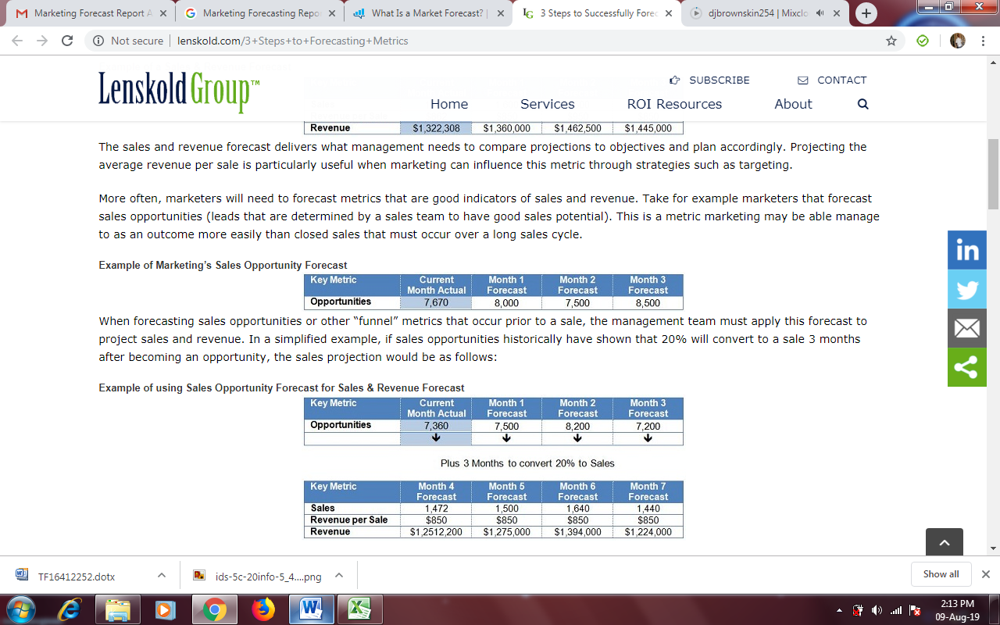 Marketing Forecast Report A
Marketing Forecasting Repo
What Is a Market Forecast? |
3 Steps to Successfully Forec
djbrownskin254 | Mixclo
Not secure | lenskold.com/3+Steps+to+Forecasting+Metrics
Lenskold Group™
SUBSCRIBE CONTACT
Home Services ROI Resources About
Revenue $1,322,308 $1,360,000 $1,462,500 $1,445,000
The sales and revenue forecast delivers what management needs to compare projections to objectives and plan accordingly. Projecting the
average revenue per sale is particularly useful when marketing can influence this metric through strategies such as targeting.
More often, marketers will need to forecast metrics that are good indicators of sales and revenue. Take for example marketers that forecast
sales opportunities (leads that are determined by a sales team to have good sales potential). This is a metric marketing may be able manage
to as an outcome more easily than closed sales that must occur over a long sales cycle.
Example of Marketing's Sales Opportunity Forecast
Key Metric Current Month 1 Month 2 Month 3
Month Actual Forecast Forecast Forecast
Opportunities 7,670 8,000 7,500 8,500
When forecasting sales opportunities or other “funnel” metrics that occur prior to a sale, the management team must apply this forecast to
project sales and revenue. In a simplified example, if sales opportunities historically have shown that 20% will convert to a sale 3 months
after becoming an opportunity, the sales projection would be as follows:
Example of using Sales Opportunity Forecast for Sales & Revenue Forecast
Key Metric Current Month 1 Month 2 Month 3
Month Actual Forecast Forecast Forecast
Opportunities 7,360 7,500 8,200 7,200
Plus 3 Months to convert 20% to Sales
Key Metric Month 4 Month 5 Month 6 Month 7
Forecast Forecast Forecast Forecast
Sales 1,472 1,500 1,640 1,440
Revenue per Sale $850 $850 $850 $850
Revenue $1,2512,200 $1,275,000 $1,394,000 $1,224,000
in
TF16412252.dotx
ids-5c-20info-5_4....png
Show all
2:13 PM
09-Aug-19